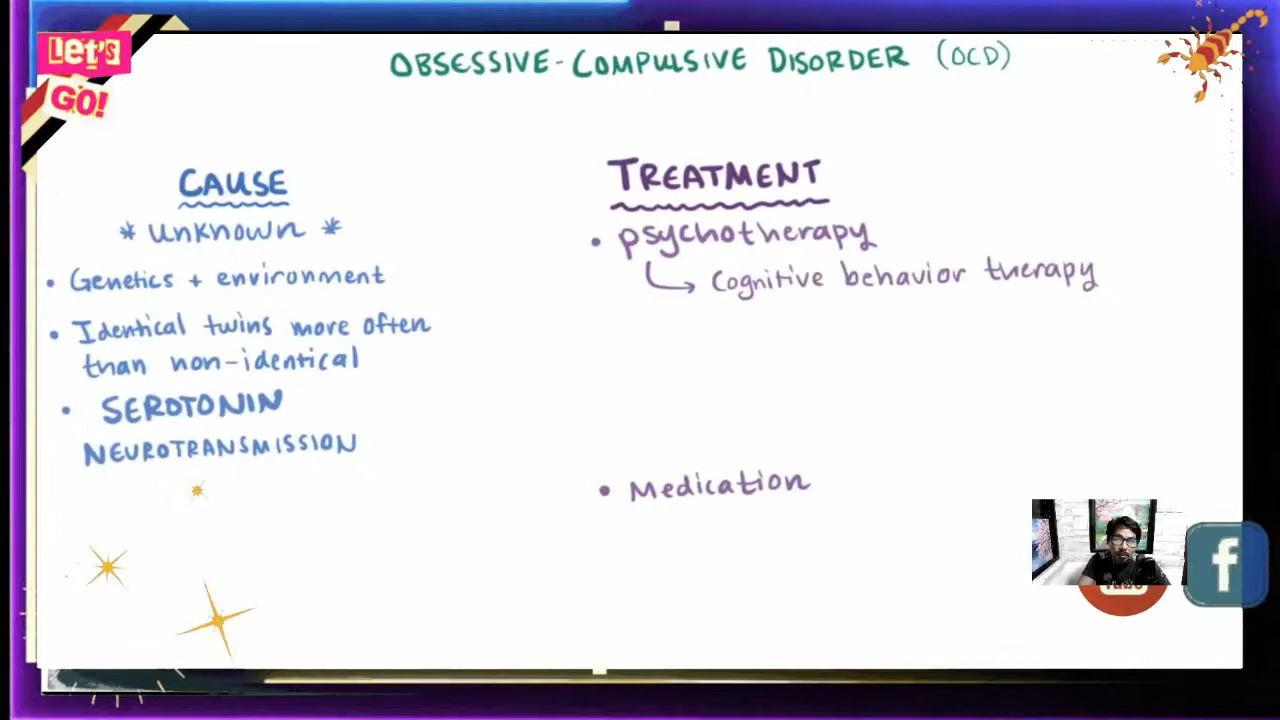 LET'S
GO!
OBSESSIVE-COMPULSIVE DISORDER (OCD)
CAUSE
* unknown *
• Genetics + environment
• Identical twins more often
than non-identical
• SEROTONIN
NEUROTRANSMISSION
TREATMENT
• psychotherapy
Cognitive behavior therapy
• Medication
f